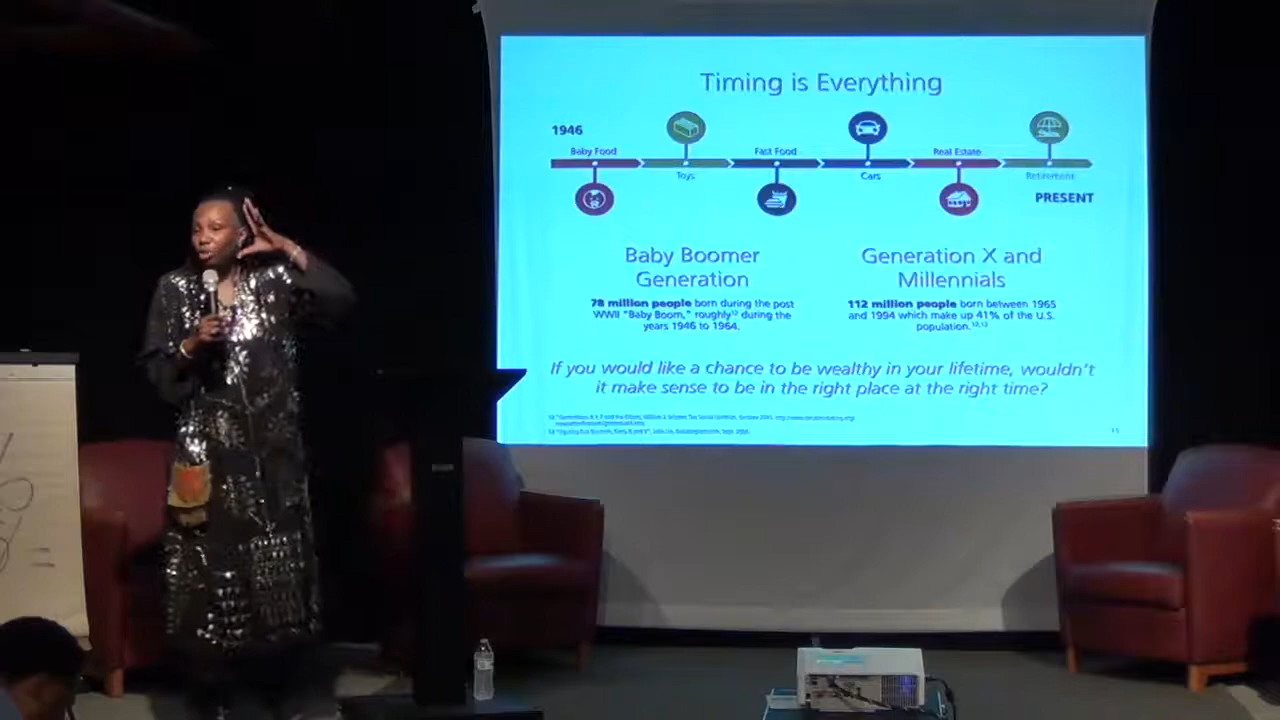 Timing is Everything
1946
Baby Food
Fast Food
Real Estate
Toys
Cars
Retirement
PRESENT
Baby Boomer
Generation
78 million people born during the post
WWII "Baby Boom," roughly¹² during the
years 1946 to 1964.
Generation X and
Millennials
112 million people born between 1965
and 1994 which make up 41% of the U.S.
population.¹²,¹³
If you would like a chance to be wealthy in your lifetime, wouldn't
it make sense to be in the right place at the right time?